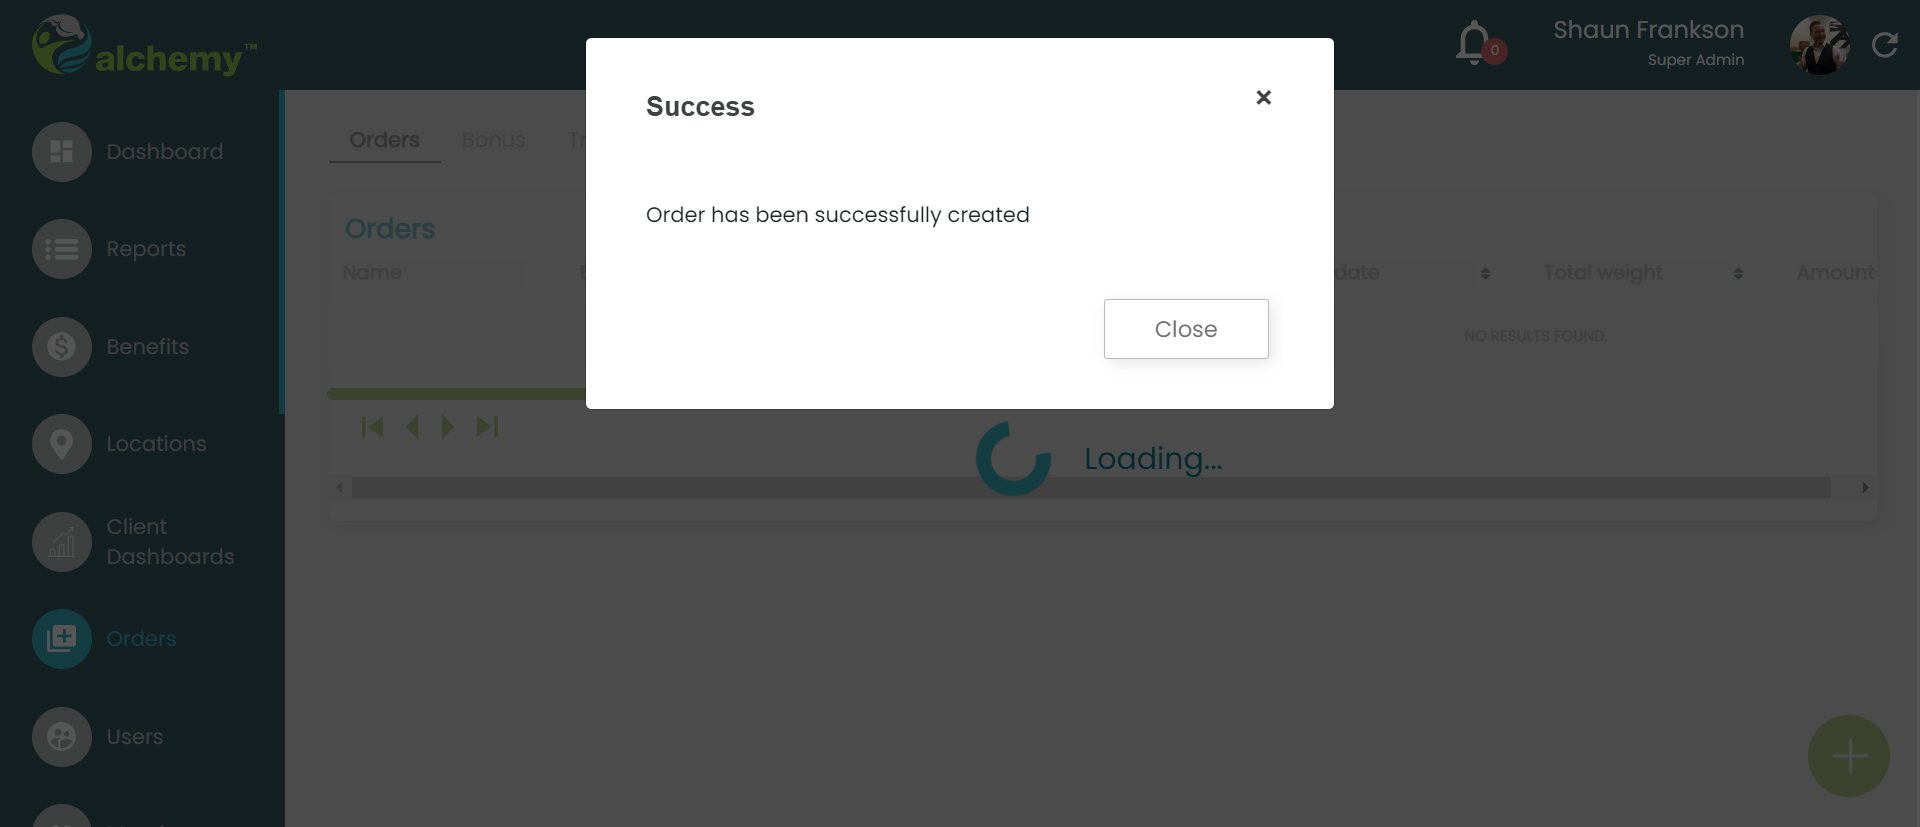 alchemy™
0
Shaun Frankson
Super Admin
Dashboard
Reports
Benefits
Locations
Client
Dashboards
Orders
Users
Orders Bonus
Orders
Name
date
Total weight
Amount
NO RESULTS FOUND.
Loading...
Success
×
Order has been successfully created
Close